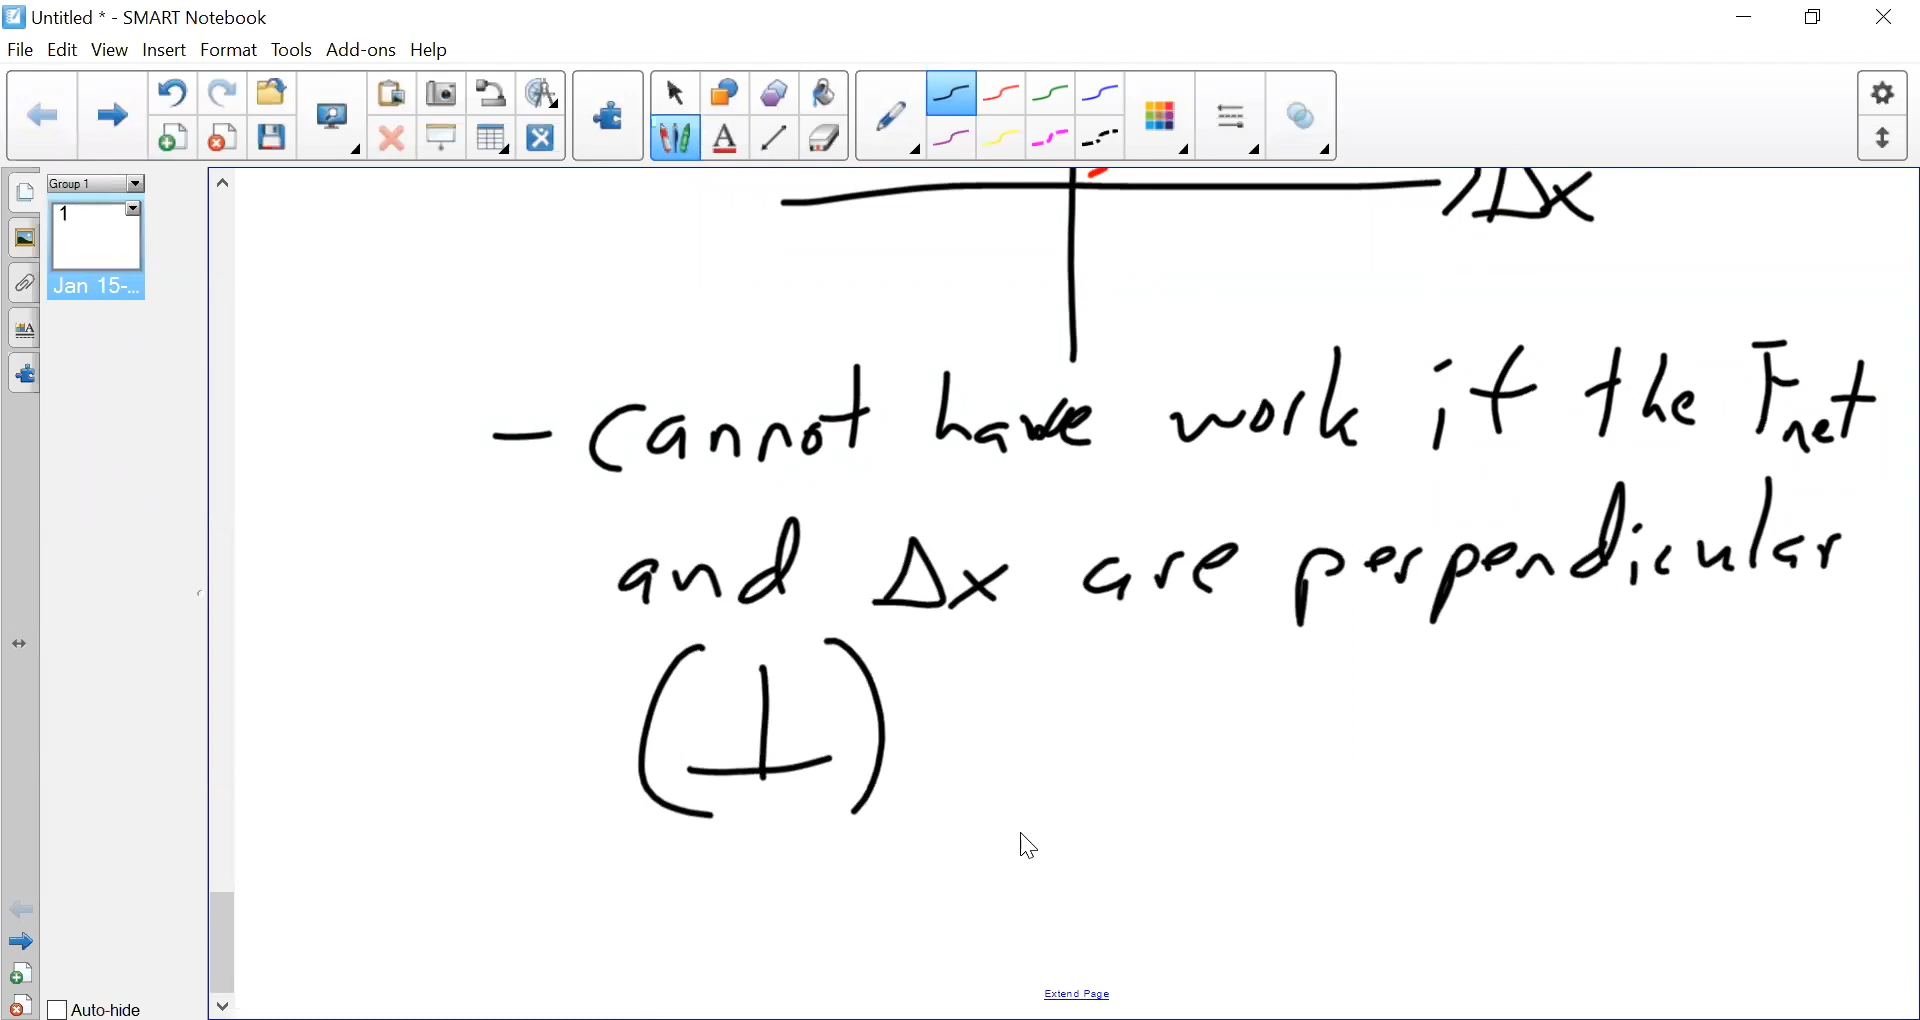 Untitled * - SMART Notebook
File Edit View Insert Format Tools Add-ons Help
Group 1
1
Jan 15-...
Δx
- cannot have work if the Fnet
and Δx are perpendicular
(⊥)
Extend Page
Auto-hide